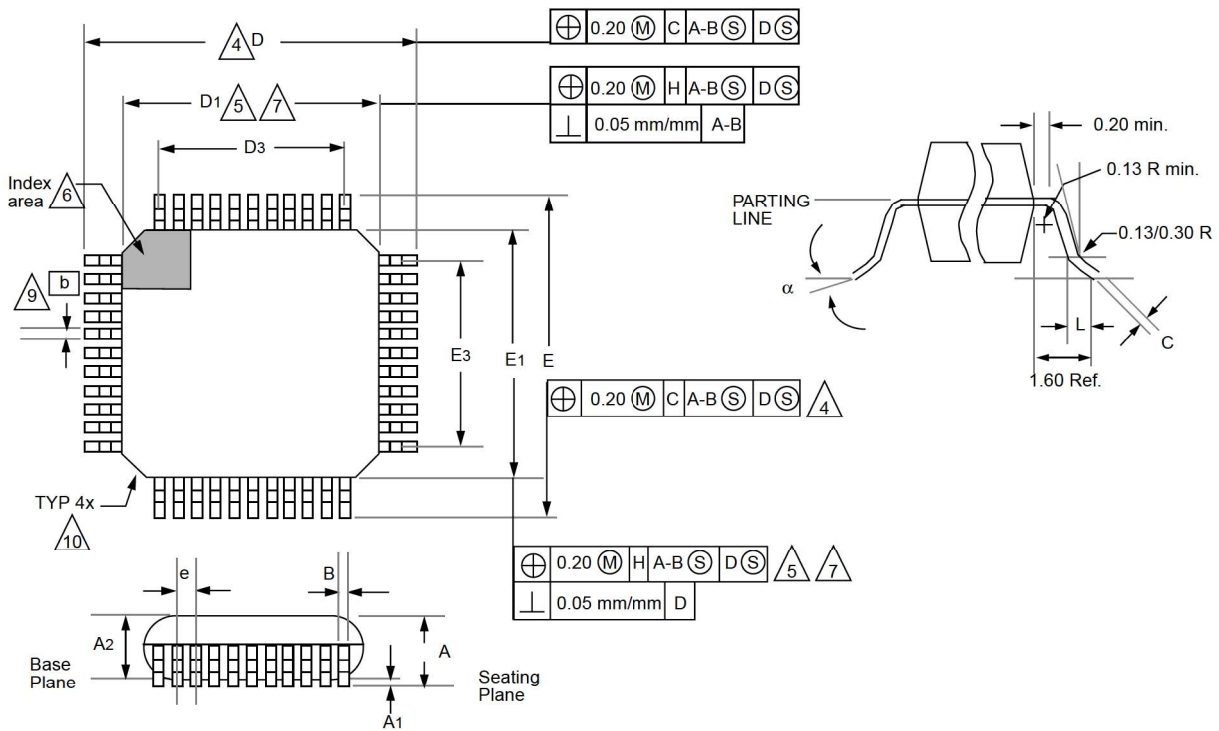 4 D
⌖ 0.20 Ⓜ C A-B Ⓢ D Ⓢ
D1 5 7
⌖ 0.20 Ⓜ H A-B Ⓢ D Ⓢ
⊥ 0.05 mm/mm A-B
D3
0.20 min.
Index
area 6
0.13 R min.
PARTING
LINE
0.13/0.30 R
9 b
α
E3 E1 E
L
C
1.60 Ref.
⌖ 0.20 Ⓜ C A-B Ⓢ D Ⓢ 4
TYP 4x
10
⌖ 0.20 Ⓜ H A-B Ⓢ D Ⓢ 5 7
⊥ 0.05 mm/mm D
e B
A2 A
Base
Plane
Seating
Plane
A1